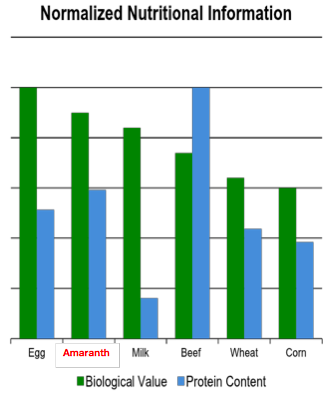 Normalized Nutritional Information
Egg Amaranth Milk Beef Wheat Corn
Biological Value Protein Content